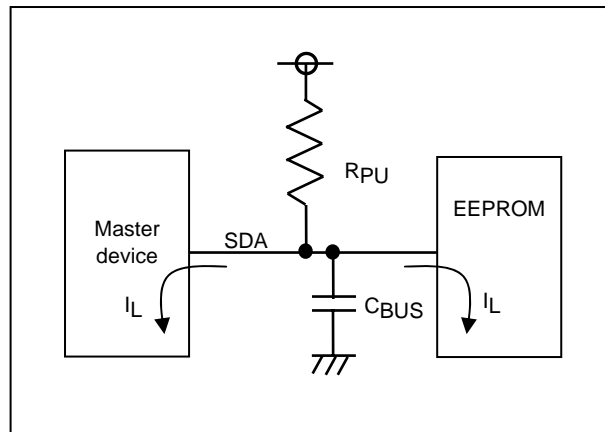 RPU
EEPROM
Master
device
SDA
IL
CBUS
IL